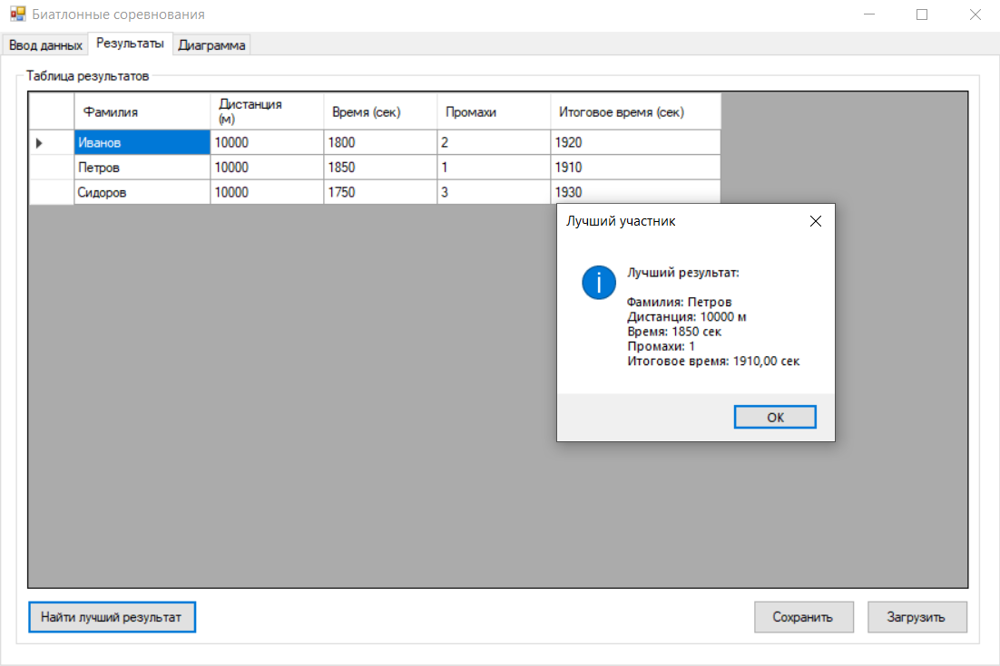 Биатлонные соревнования
Ввод данных Результаты Диаграмма
Таблица результатов
Фамилия Дистанция (м) Время (сек) Промахи Итоговое время (сек)
Иванов 10000 1800 2 1920
Петров 10000 1850 1 1910
Сидоров 10000 1750 3 1930
Лучший участник
Лучший результат:
Фамилия: Петров
Дистанция: 10000 м
Время: 1850 сек
Промахи: 1
Итоговое время: 1910,00 сек
ОК
Найти лучший результат Сохранить Загрузить